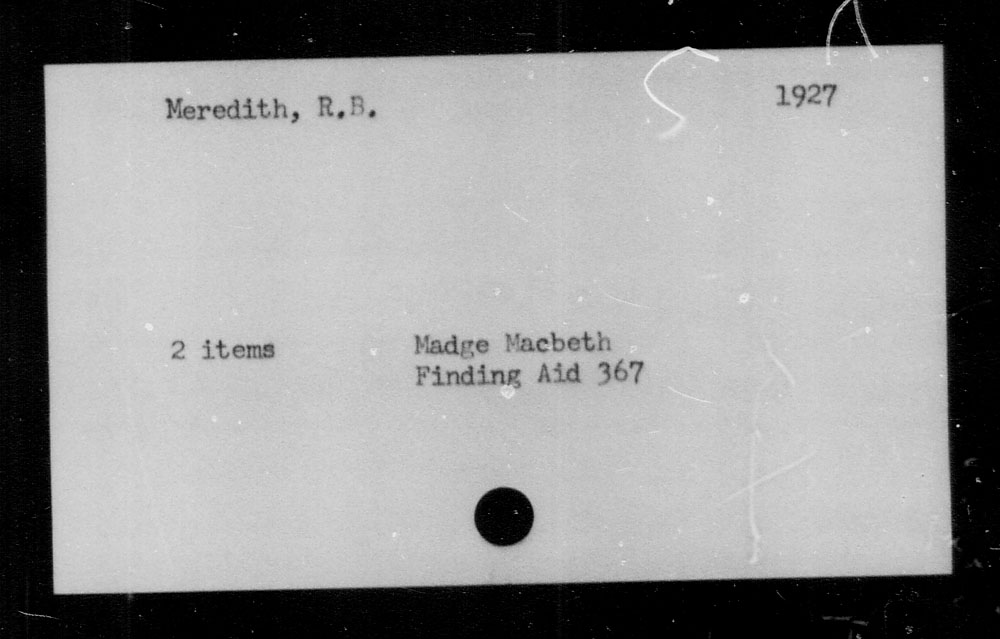 Meredith, R.B.
1927
2 items
Madge Macbeth
Finding Aid 367